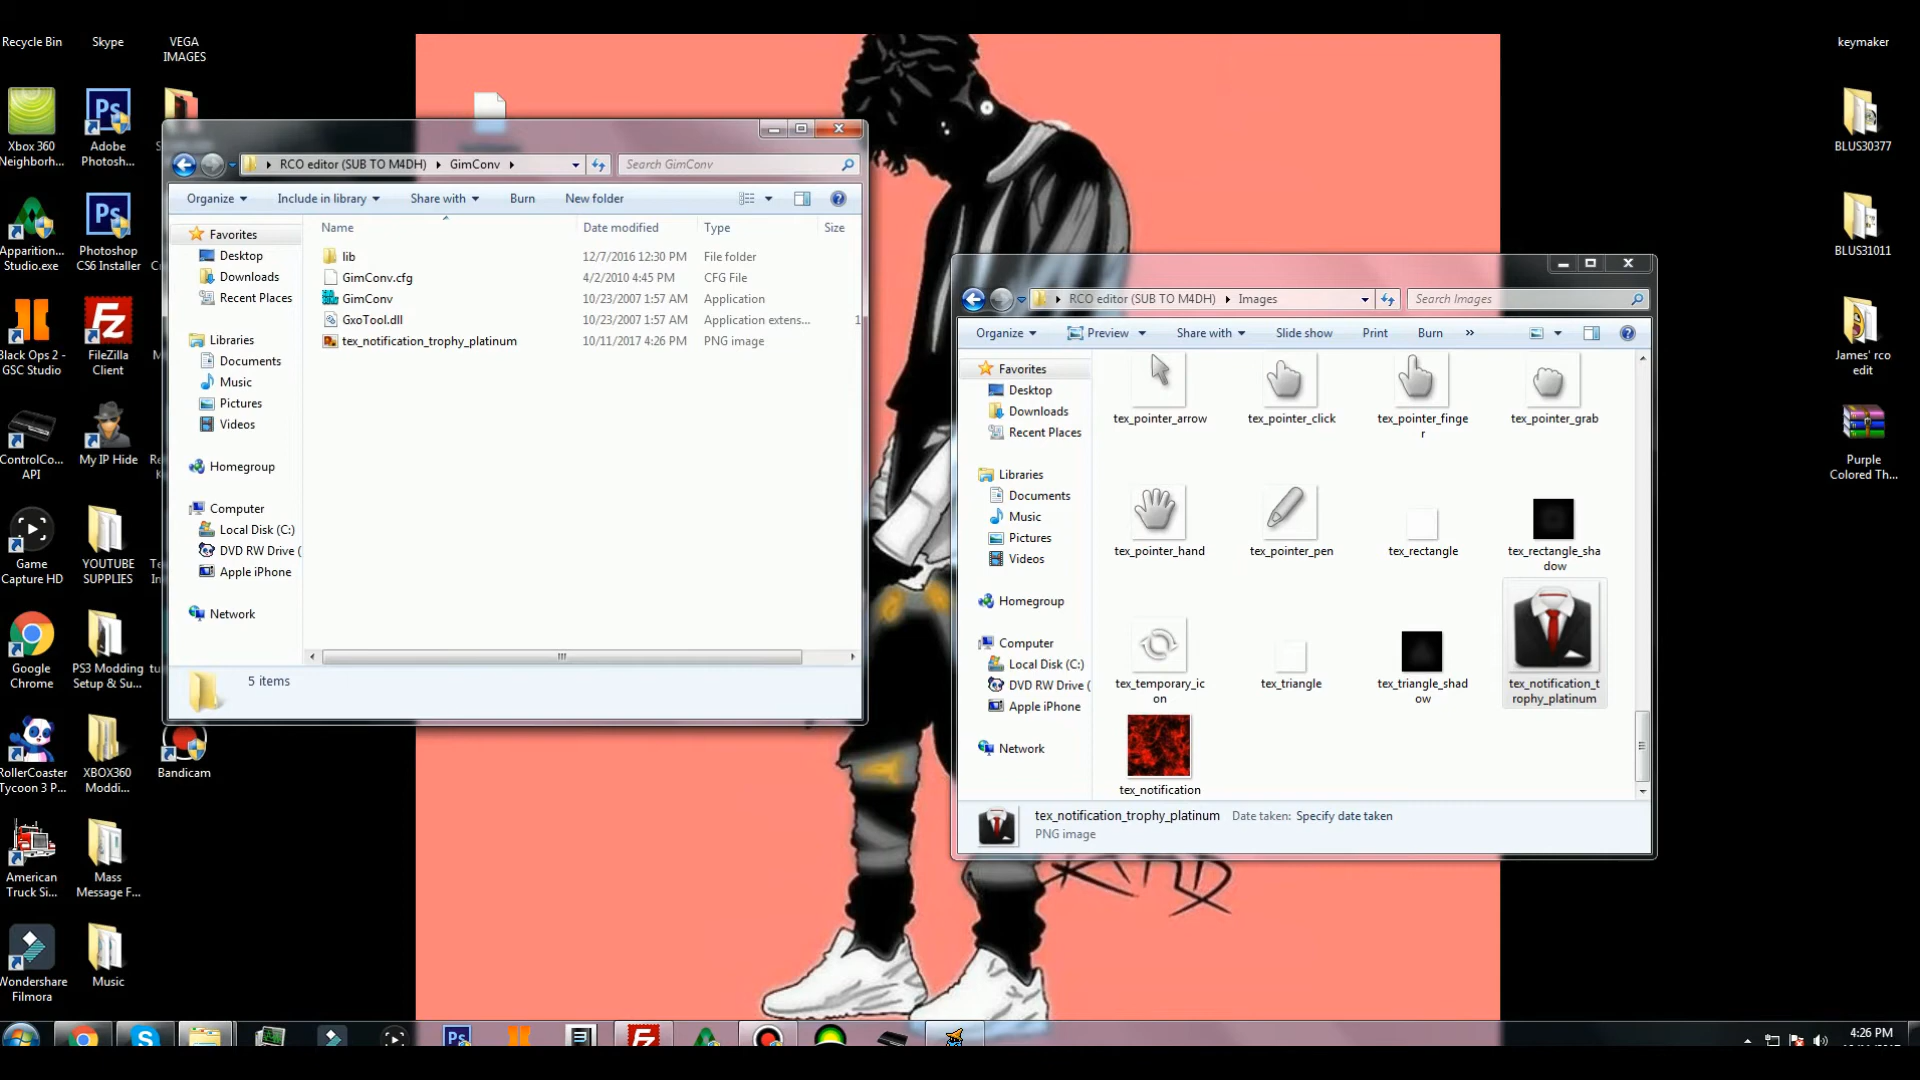 Recycle Bin
Skype
VEGA
IMAGES
keymaker
Xbox 360
Neighborh...
Adobe
Photosh...
BLUS30377
Apparition...
Studio.exe
Photoshop
CS6 Installer
BLUS31011
Black Ops 2 -
GSC Studio
FileZilla
Client
James' rco
edit
ControlCo...
API
My IP Hide
Purple
Colored Th...
Game
Capture HD
YOUTUBE
SUPPLIES
Google
Chrome
PS3 Modding
Setup & Su...
RollerCoaster
Tycoon 3 P...
XBOX360
Moddi...
Bandicam
American
Truck Si...
Mass
Message F...
Wondershare
Filmora
Music
RCO editor (SUB TO M4DH)
GimConv
Search GimConv
Organize
Include in library
Share with
Burn
New folder
Favorites
Desktop
Downloads
Recent Places
Libraries
Documents
Music
Pictures
Videos
Homegroup
Computer
Local Disk (C:)
DVD RW Drive (
Apple iPhone
Network
Name Date modified Type Size
lib 12/7/2016 12:30 PM File folder
GimConv.cfg 4/2/2010 4:45 PM CFG File
GimConv 10/23/2007 1:57 AM Application
GxoTool.dll 10/23/2007 1:57 AM Application extens... 1
tex_notification_trophy_platinum 10/11/2017 4:26 PM PNG image
5 items
RCO editor (SUB TO M4DH)
Images
Search Images
Organize
Preview
Share with
Slide show
Print
Burn
»
Favorites
Desktop
Downloads
Recent Places
Libraries
Documents
Music
Pictures
Videos
Homegroup
Computer
Local Disk (C:)
DVD RW Drive (
Apple iPhone
Network
tex_pointer_arrow
tex_pointer_click
tex_pointer_finge
r
tex_pointer_grab
tex_pointer_hand
tex_pointer_pen
tex_rectangle
tex_rectangle_sha
dow
tex_temporary_ic
on
tex_triangle
tex_triangle_shad
ow
tex_notification_t
rophy_platinum
tex_notification
tex_notification_trophy_platinum Date taken: Specify date taken
PNG image
4:26 PM